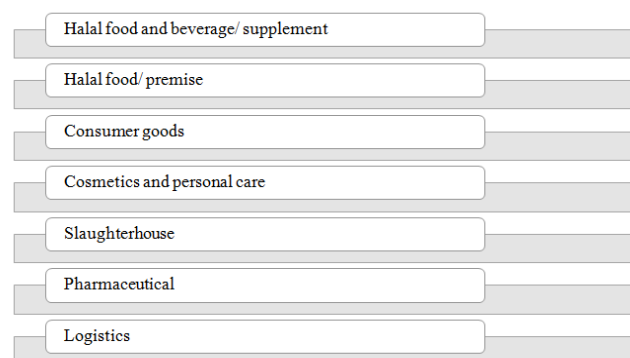 Halal food and beverage/ supplement
Halal food/ premise
Consumer goods
Cosmetics and personal care
Slaughterhouse
Pharmaceutical
Logistics